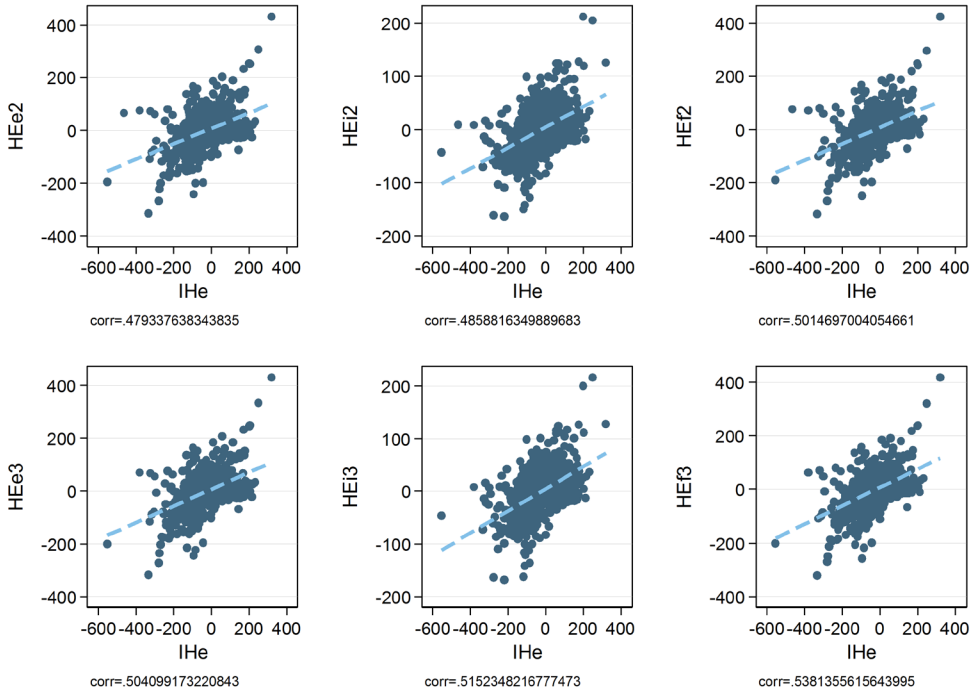 HEe2
400
200
0
-200
-400
-600 -400 -200 0 200 400
IHe
corr=.479337638343835
HEi2
200
100
0
-100
-200
-600 -400 -200 0 200 400
IHe
corr=.4858816349889683
HEf2
400
200
0
-200
-400
-600 -400 -200 0 200 400
IHe
corr=.5014697004054661
HEe3
400
200
0
-200
-400
-600 -400 -200 0 200 400
IHe
corr=.504099173220843
HEi3
200
100
0
-100
-200
-600 -400 -200 0 200 400
IHe
corr=.5152348216777473
HEf3
400
200
0
-200
-400
-600 -400 -200 0 200 400
IHe
corr=.5381355615643995